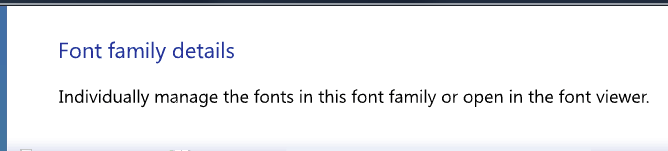 Font family details
Individually manage the fonts in this font family or open in the font viewer.